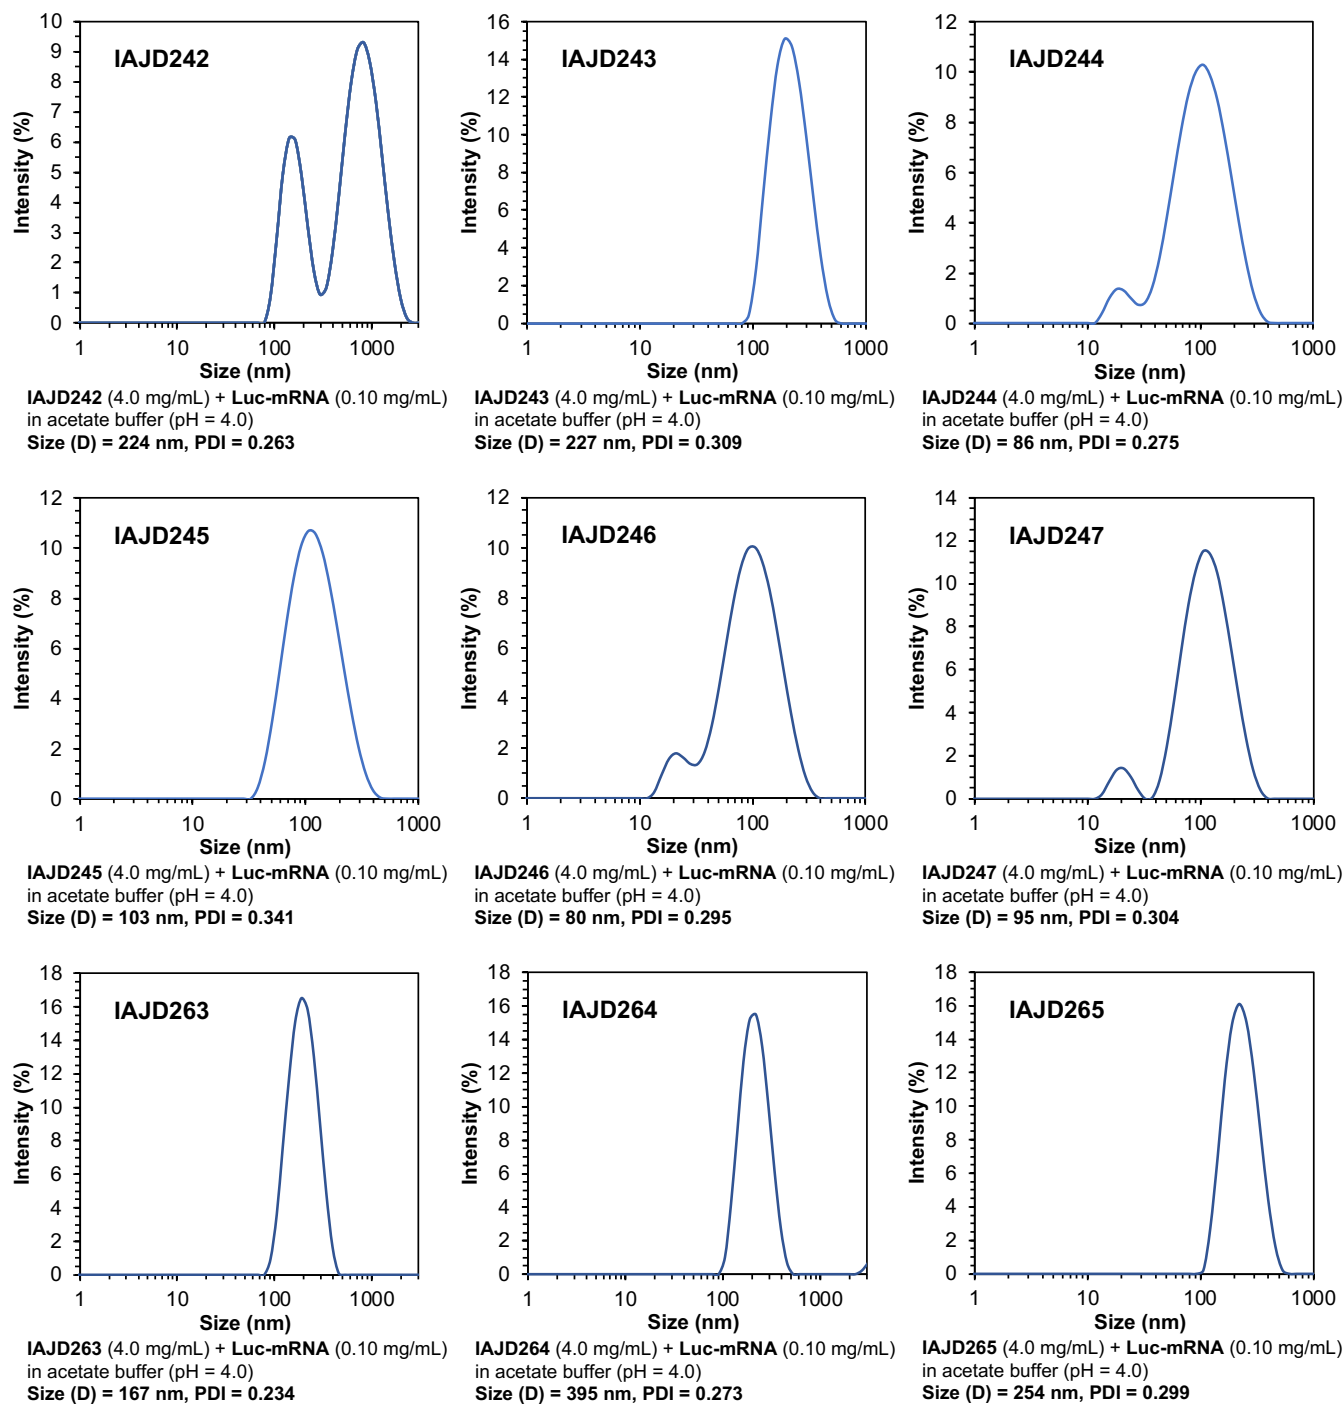 IAJD242
Intensity (%)
10
9
8
7
6
5
4
3
2
1
0
1 10 100 1000
Size (nm)
IAJD242 (4.0 mg/mL) + Luc-mRNA (0.10 mg/mL)
in acetate buffer (pH = 4.0)
Size (D) = 224 nm, PDI = 0.263
IAJD243
Intensity (%)
16
14
12
10
8
6
4
2
0
1 10 100 1000
Size (nm)
IAJD243 (4.0 mg/mL) + Luc-mRNA (0.10 mg/mL)
in acetate buffer (pH = 4.0)
Size (D) = 227 nm, PDI = 0.309
IAJD244
Intensity (%)
12
10
8
6
4
2
0
1 10 100 1000
Size (nm)
IAJD244 (4.0 mg/mL) + Luc-mRNA (0.10 mg/mL)
in acetate buffer (pH = 4.0)
Size (D) = 86 nm, PDI = 0.275
IAJD245
Intensity (%)
12
10
8
6
4
2
0
1 10 100 1000
Size (nm)
IAJD245 (4.0 mg/mL) + Luc-mRNA (0.10 mg/mL)
in acetate buffer (pH = 4.0)
Size (D) = 103 nm, PDI = 0.341
IAJD246
Intensity (%)
12
10
8
6
4
2
0
1 10 100 1000
Size (nm)
IAJD246 (4.0 mg/mL) + Luc-mRNA (0.10 mg/mL)
in acetate buffer (pH = 4.0)
Size (D) = 80 nm, PDI = 0.295
IAJD247
Intensity (%)
14
12
10
8
6
4
2
0
1 10 100 1000
Size (nm)
IAJD247 (4.0 mg/mL) + Luc-mRNA (0.10 mg/mL)
in acetate buffer (pH = 4.0)
Size (D) = 95 nm, PDI = 0.304
IAJD263
Intensity (%)
18
16
14
12
10
8
6
4
2
0
1 10 100 1000
Size (nm)
IAJD263 (4.0 mg/mL) + Luc-mRNA (0.10 mg/mL)
in acetate buffer (pH = 4.0)
Size (D) = 167 nm, PDI = 0.234
IAJD264
Intensity (%)
18
16
14
12
10
8
6
4
2
0
1 10 100 1000
Size (nm)
IAJD264 (4.0 mg/mL) + Luc-mRNA (0.10 mg/mL)
in acetate buffer (pH = 4.0)
Size (D) = 395 nm, PDI = 0.273
IAJD265
Intensity (%)
18
16
14
12
10
8
6
4
2
0
1 10 100 1000
Size (nm)
IAJD265 (4.0 mg/mL) + Luc-mRNA (0.10 mg/mL)
in acetate buffer (pH = 4.0)
Size (D) = 254 nm, PDI = 0.299